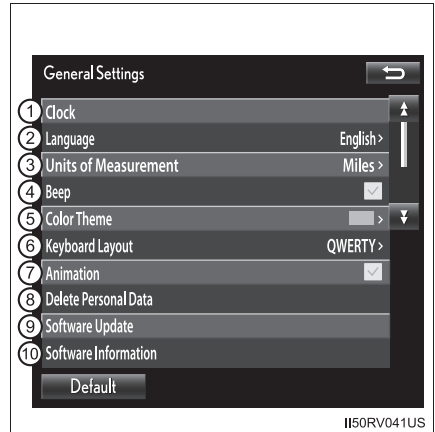 General Settings
1 Clock
2 Language English >
3 Units of Measurement Miles >
4 Beep
5 Color Theme >
6 Keyboard Layout QWERTY >
7 Animation
8 Delete Personal Data
9 Software Update
10 Software Information
Default
II50RV041US